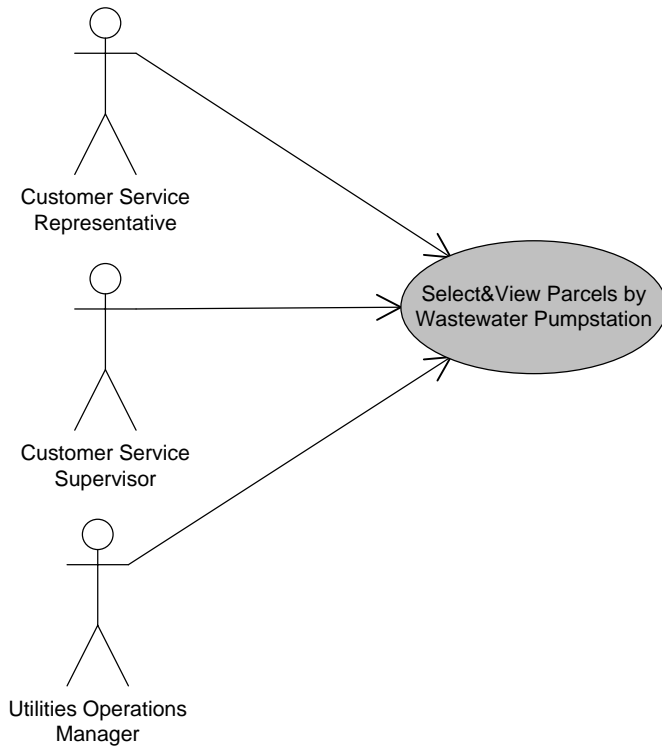 Customer Service
Representative
Select&View Parcels by
Wastewater Pumpstation
Customer Service
Supervisor
Utilities Operations
Manager